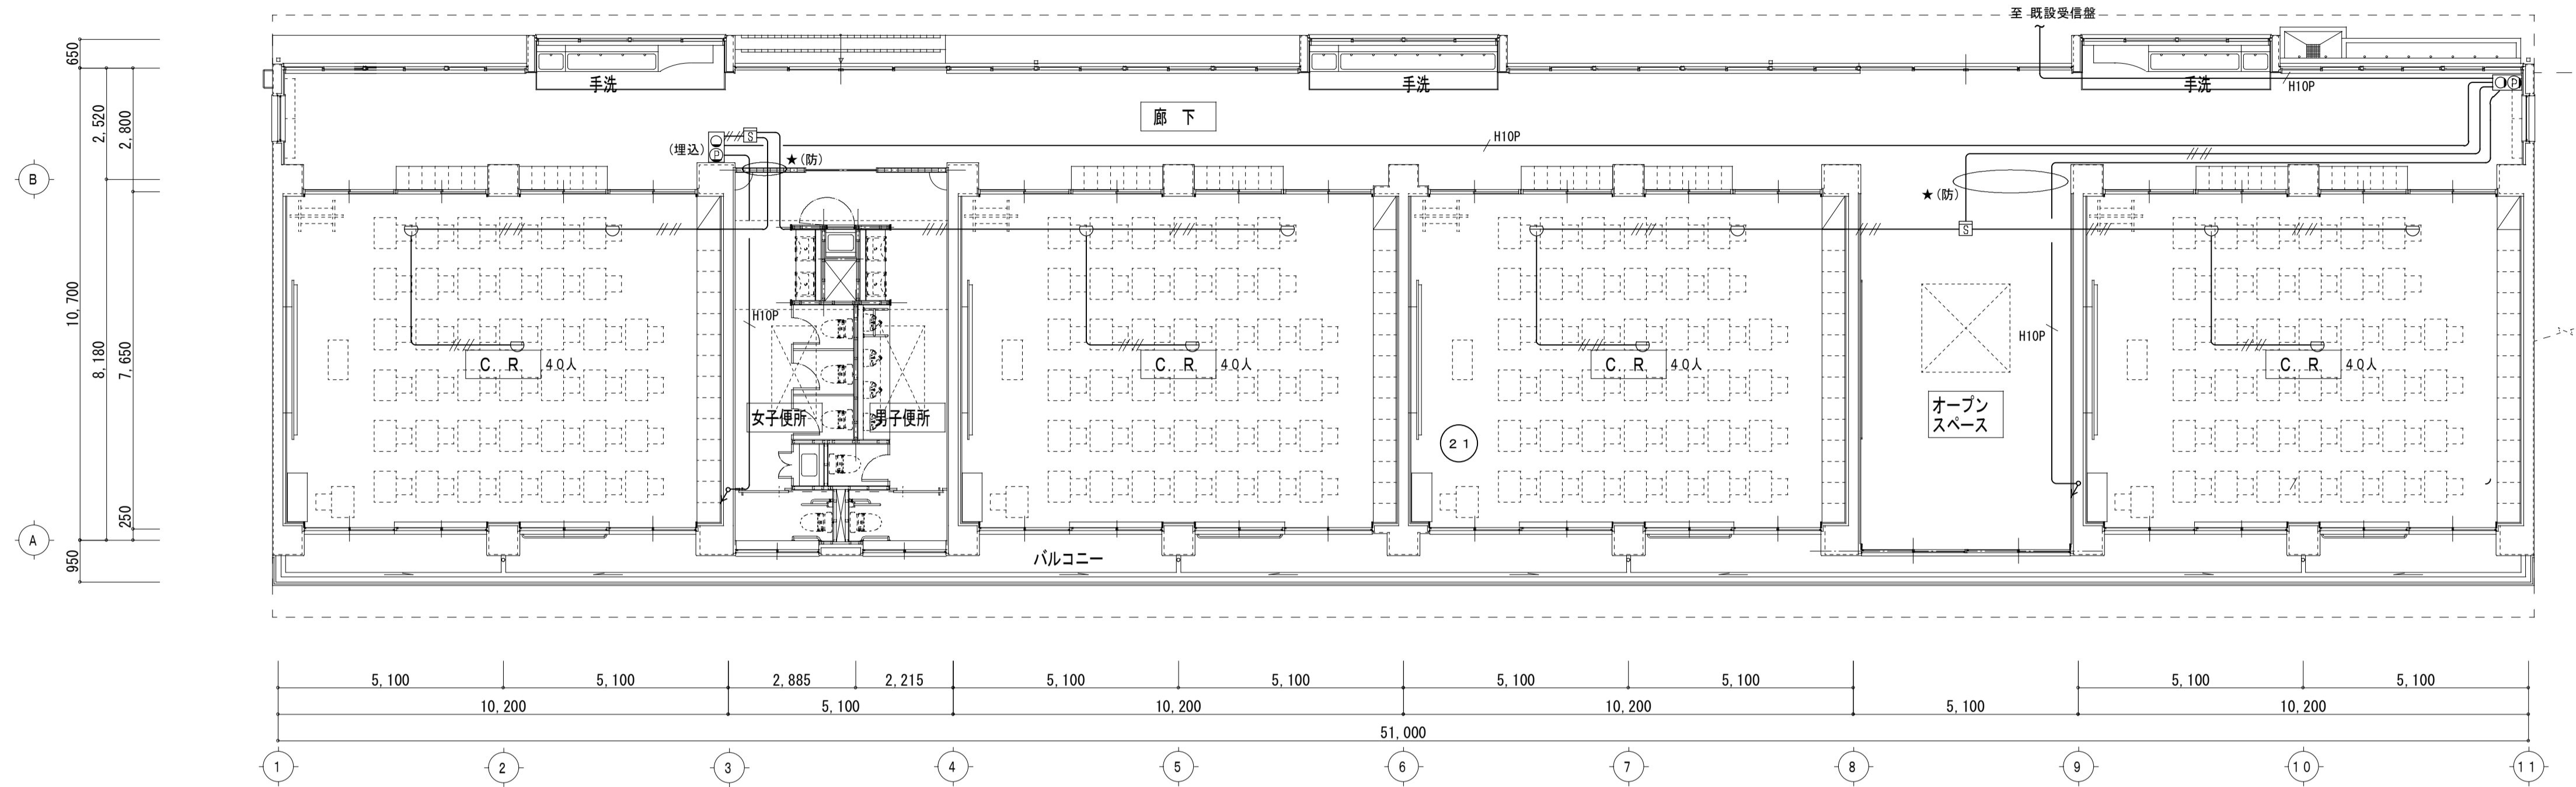 至 既設受信盤
650
手洗
手洗
手洗
H10P
2,520
2,800
廊 下
H10P
(埋込)
S
P
P
★(防)
B
★(防)
S
10,700
8,180
7,650
H10P
H10P
C. R
40人
C. R
40人
C. R
40人
C. R
40人
女子便所
男子便所
オープン
スペース
21
250
A
950
バルコニー
5,100
5,100
2,885
2,215
5,100
5,100
5,100
5,100
5,100
5,100
10,200
5,100
10,200
10,200
5,100
10,200
51,000
1
2
3
4
5
6
7
8
9
10
11